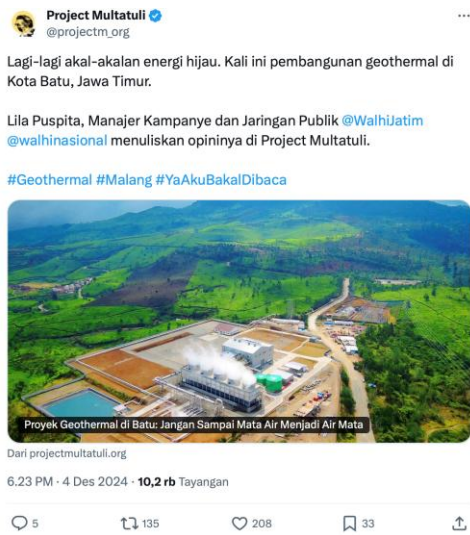 Project Multatuli
@projectm_org
Lagi-lagi akal-akalan energi hijau. Kali ini pembangunan geothermal di
Kota Batu, Jawa Timur.
Lila Puspita, Manajer Kampanye dan Jaringan Publik @WalhiJatim
@walhinasional menuliskan opininya di Project Multatuli.
#Geothermal #Malang #YaAkuBakalDibaca
Proyek Geothermal di Batu: Jangan Sampai Mata Air Menjadi Air Mata
Dari projectmultatuli.org
6.23 PM · 4 Des 2024 · 10,2 rb Tayangan
5 135 208 33